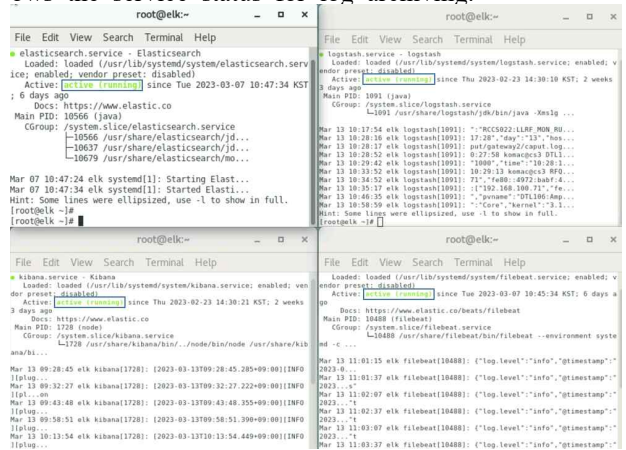 root@elk:~
File Edit View Search Terminal Help
elasticsearch.service - Elasticsearch
Loaded: loaded (/usr/lib/systemd/system/elasticsearch.serv
ice; enabled; vendor preset: disabled)
Active: active (running) since Tue 2023-03-07 10:47:34 KST
; 6 days ago
Docs: https://www.elastic.co
Main PID: 10566 (java)
CGroup: /system.slice/elasticsearch.service
├─10566 /usr/share/elasticsearch/jd...
├─10637 /usr/share/elasticsearch/jd...
└─10679 /usr/share/elasticsearch/mo...
Mar 07 10:47:24 elk systemd[1]: Starting Elast...
Mar 07 10:47:34 elk systemd[1]: Started Elasti...
Hint: Some lines were ellipsized, use -l to show in full.
[root@elk ~]#
[root@elk ~]#
root@elk:~
File Edit View Search Terminal Help
logstash.service - logstash
Loaded: loaded (/usr/lib/systemd/system/logstash.service; enabled; v
endor preset: disabled)
Active: active (running) since Thu 2023-02-23 14:30:10 KST; 2 weeks
3 days ago
Main PID: 1091 (java)
CGroup: /system.slice/logstash.service
└─1091 /usr/share/logstash/jdk/bin/java -Xms1g ...
Mar 13 10:17:54 elk logstash[1091]: ":"RCCS022:LLRF_MON_RU...
Mar 13 10:28:16 elk logstash[1091]: 17:28","day":"13","hos...
Mar 13 10:28:17 elk logstash[1091]: put/gateway2/caput.log...
Mar 13 10:28:52 elk logstash[1091]: 0:27:58 komac@cs3 DTL1...
Mar 13 10:29:42 elk logstash[1091]: "1000","time":"10:28:1...
Mar 13 10:33:52 elk logstash[1091]: 10:29:13 komac@cs3 RFQ...
Mar 13 10:34:52 elk logstash[1091]: 71","fe80::4972:babf:4...
Mar 13 10:35:17 elk logstash[1091]: :["192.168.100.71","fe...
Mar 13 10:36:52 elk logstash[1091]: ","pvname":"DTL106:Amp...
Mar 13 10:58:59 elk logstash[1091]: ":"Core","kernel":"3.1...
Hint: Some lines were ellipsized, use -l to show in full.
[root@elk ~]#
root@elk:~
File Edit View Search Terminal Help
kibana.service - Kibana
Loaded: loaded (/usr/lib/systemd/system/kibana.service; enabled; ven
dor preset: disabled)
Active: active (running) since Thu 2023-02-23 14:30:21 KST; 2 weeks
3 days ago
Docs: https://www.elastic.co
Main PID: 1728 (node)
CGroup: /system.slice/kibana.service
└─1728 /usr/share/kibana/bin/../node/bin/node /usr/share/kib
ana/bi...
Mar 13 09:28:45 elk kibana[1728]: [2023-03-13T09:28:45.285+09:00][INFO
][plug...
Mar 13 09:32:27 elk kibana[1728]: [2023-03-13T09:32:27.222+09:00][INFO
][pl...en
Mar 13 09:43:48 elk kibana[1728]: [2023-03-13T09:43:48.355+09:00][INFO
][plug...
Mar 13 09:58:51 elk kibana[1728]: [2023-03-13T09:58:51.390+09:00][INFO
][plug...
Mar 13 10:13:54 elk kibana[1728]: [2023-03-13T10:13:54.449+09:00][INFO
][plug...
root@elk:~
File Edit View Search Terminal Help
Loaded: loaded (/usr/lib/systemd/system/filebeat.service; enabled; v
endor preset: disabled)
Active: active (running) since Tue 2023-03-07 10:45:34 KST; 6 days a
go
Docs: https://www.elastic.co/beats/filebeat
Main PID: 10488 (filebeat)
CGroup: /system.slice/filebeat.service
└─10488 /usr/share/filebeat/bin/filebeat --environment syste
md -c ...
Mar 13 11:01:15 elk filebeat[10488]: {"log.level":"info","@timestamp":"
2023-0...
Mar 13 11:01:37 elk filebeat[10488]: {"log.level":"info","@timestamp":"
2023..."s"
Mar 13 11:02:07 elk filebeat[10488]: {"log.level":"info","@timestamp":"
2023..."t
Mar 13 11:02:37 elk filebeat[10488]: {"log.level":"info","@timestamp":"
2023..."t
Mar 13 11:03:07 elk filebeat[10488]: {"log.level":"info","@timestamp":"
2023..."t
Mar 13 11:03:37 elk filebeat[10488]: {"log.level":"info","@timestamp":"